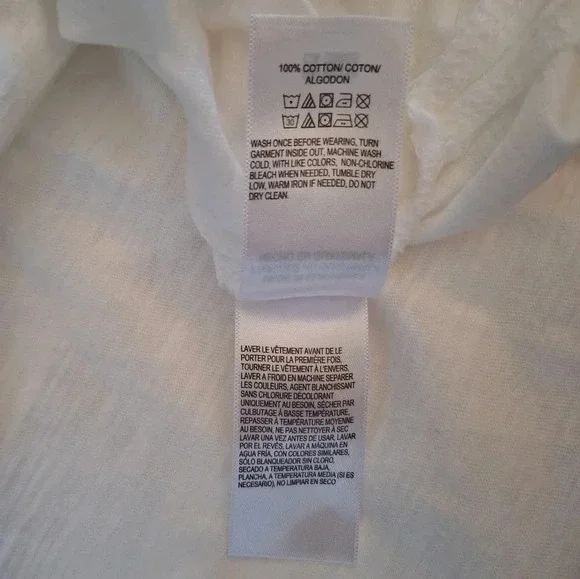 100% COTTON/ COTON/
ALGODON
30
WASH ONCE BEFORE WEARING, TURN
GARMENT INSIDE OUT, MACHINE WASH
COLD, WITH LIKE COLORS, NON-CHLORINE
BLEACH WHEN NEEDED, TUMBLE DRY
LOW, WARM IRON IF NEEDED, DO NOT
DRY CLEAN.
LAVER LE VÊTEMENT AVANT DE LE
PORTER POUR LA PREMIÈRE FOIS,
TOURNER LE VÊTEMENT À L'ENVERS,
LAVER A FROID EN MACHINE SEPARER
LES COULEURS, AGENT BLANCHISSANT
SANS CHLORURE DÉCOLORANT
UNIQUEMENT AU BESOIN, SÉCHER PAR
CULBUTAGE À BASSE TEMPÉRATURE,
REPASSER À TEMPÉRATURE MOYENNE
AU BESOIN, NE PAS NETTOYER À SEC
LAVAR UNA VEZ ANTES DE USAR, LAVAR
POR EL REVÉS, LAVAR A MÁQUINA EN
AGUA FRÍA, CON COLORES SIMILARES,
SÓLO BLANQUEADOR SIN CLORO,
SECADO A TEMPERATURA BAJA,
PLANCHA, A TEMPERATURA MEDIA (SI ES
NECESARIO), NO LIMPIAR EN SECO